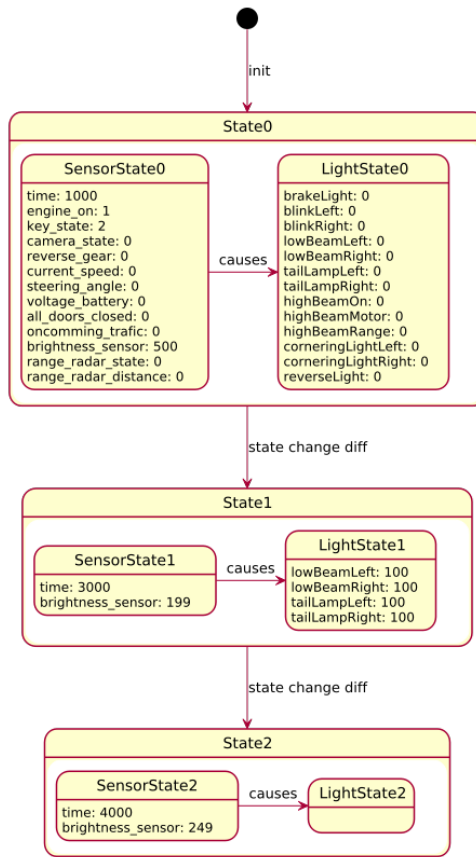 init
State0
SensorState0
time: 1000
engine_on: 1
key_state: 2
camera_state: 0
reverse_gear: 0
current_speed: 0
steering_angle: 0
voltage_battery: 0
all_doors_closed: 0
oncomming_trafic: 0
brightness_sensor: 500
range_radar_state: 0
range_radar_distance: 0
causes
LightState0
brakeLight: 0
blinkLeft: 0
blinkRight: 0
lowBeamLeft: 0
lowBeamRight: 0
tailLampLeft: 0
tailLampRight: 0
highBeamOn: 0
highBeamMotor: 0
highBeamRange: 0
corneringLightLeft: 0
corneringLightRight: 0
reverseLight: 0
state change diff
State1
SensorState1
time: 3000
brightness_sensor: 199
causes
LightState1
lowBeamLeft: 100
lowBeamRight: 100
tailLampLeft: 100
tailLampRight: 100
state change diff
State2
SensorState2
time: 4000
brightness_sensor: 249
causes
LightState2